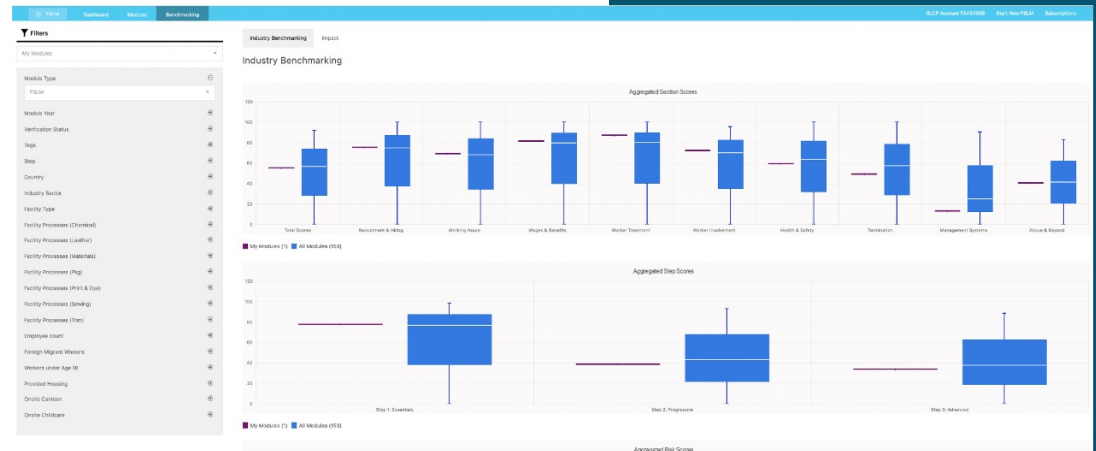 FSLM Dashboard Modules Benchmarking SLCP Account FA434958 Start New FSLM Subscriptions
Filters
My Modules
Module Type
FSLM
Module Year
Verification Status
Tags
Step
Country
Industry Sector
Facility Type
Facility Processes (Chemical)
Facility Processes (Leather)
Facility Processes (Materials)
Facility Processes (Pkg)
Facility Processes (Print & Dye)
Facility Processes (Sewing)
Facility Processes (Trim)
Employee count
Foreign Migrant Workers
Workers under Age 18
Provided Housing
Onsite Canteen
Onsite Childcare
Industry Benchmarking Impact
Industry Benchmarking
Aggregated Section Scores
120
100
80
60
40
20
0
Total Scores Recruitment & Hiring Working Hours Wages & Benefits Worker Treatment Worker Involvement Health & Safety Termination Management Systems Above & Beyond
My Modules (1) All Modules (153)
Aggregated Step Scores
120
100
80
60
40
20
0
Step 1: Essentials Step 2: Progressive Step 3: Advanced
My Modules (1) All Modules (153)
Aggregated Risk Scores